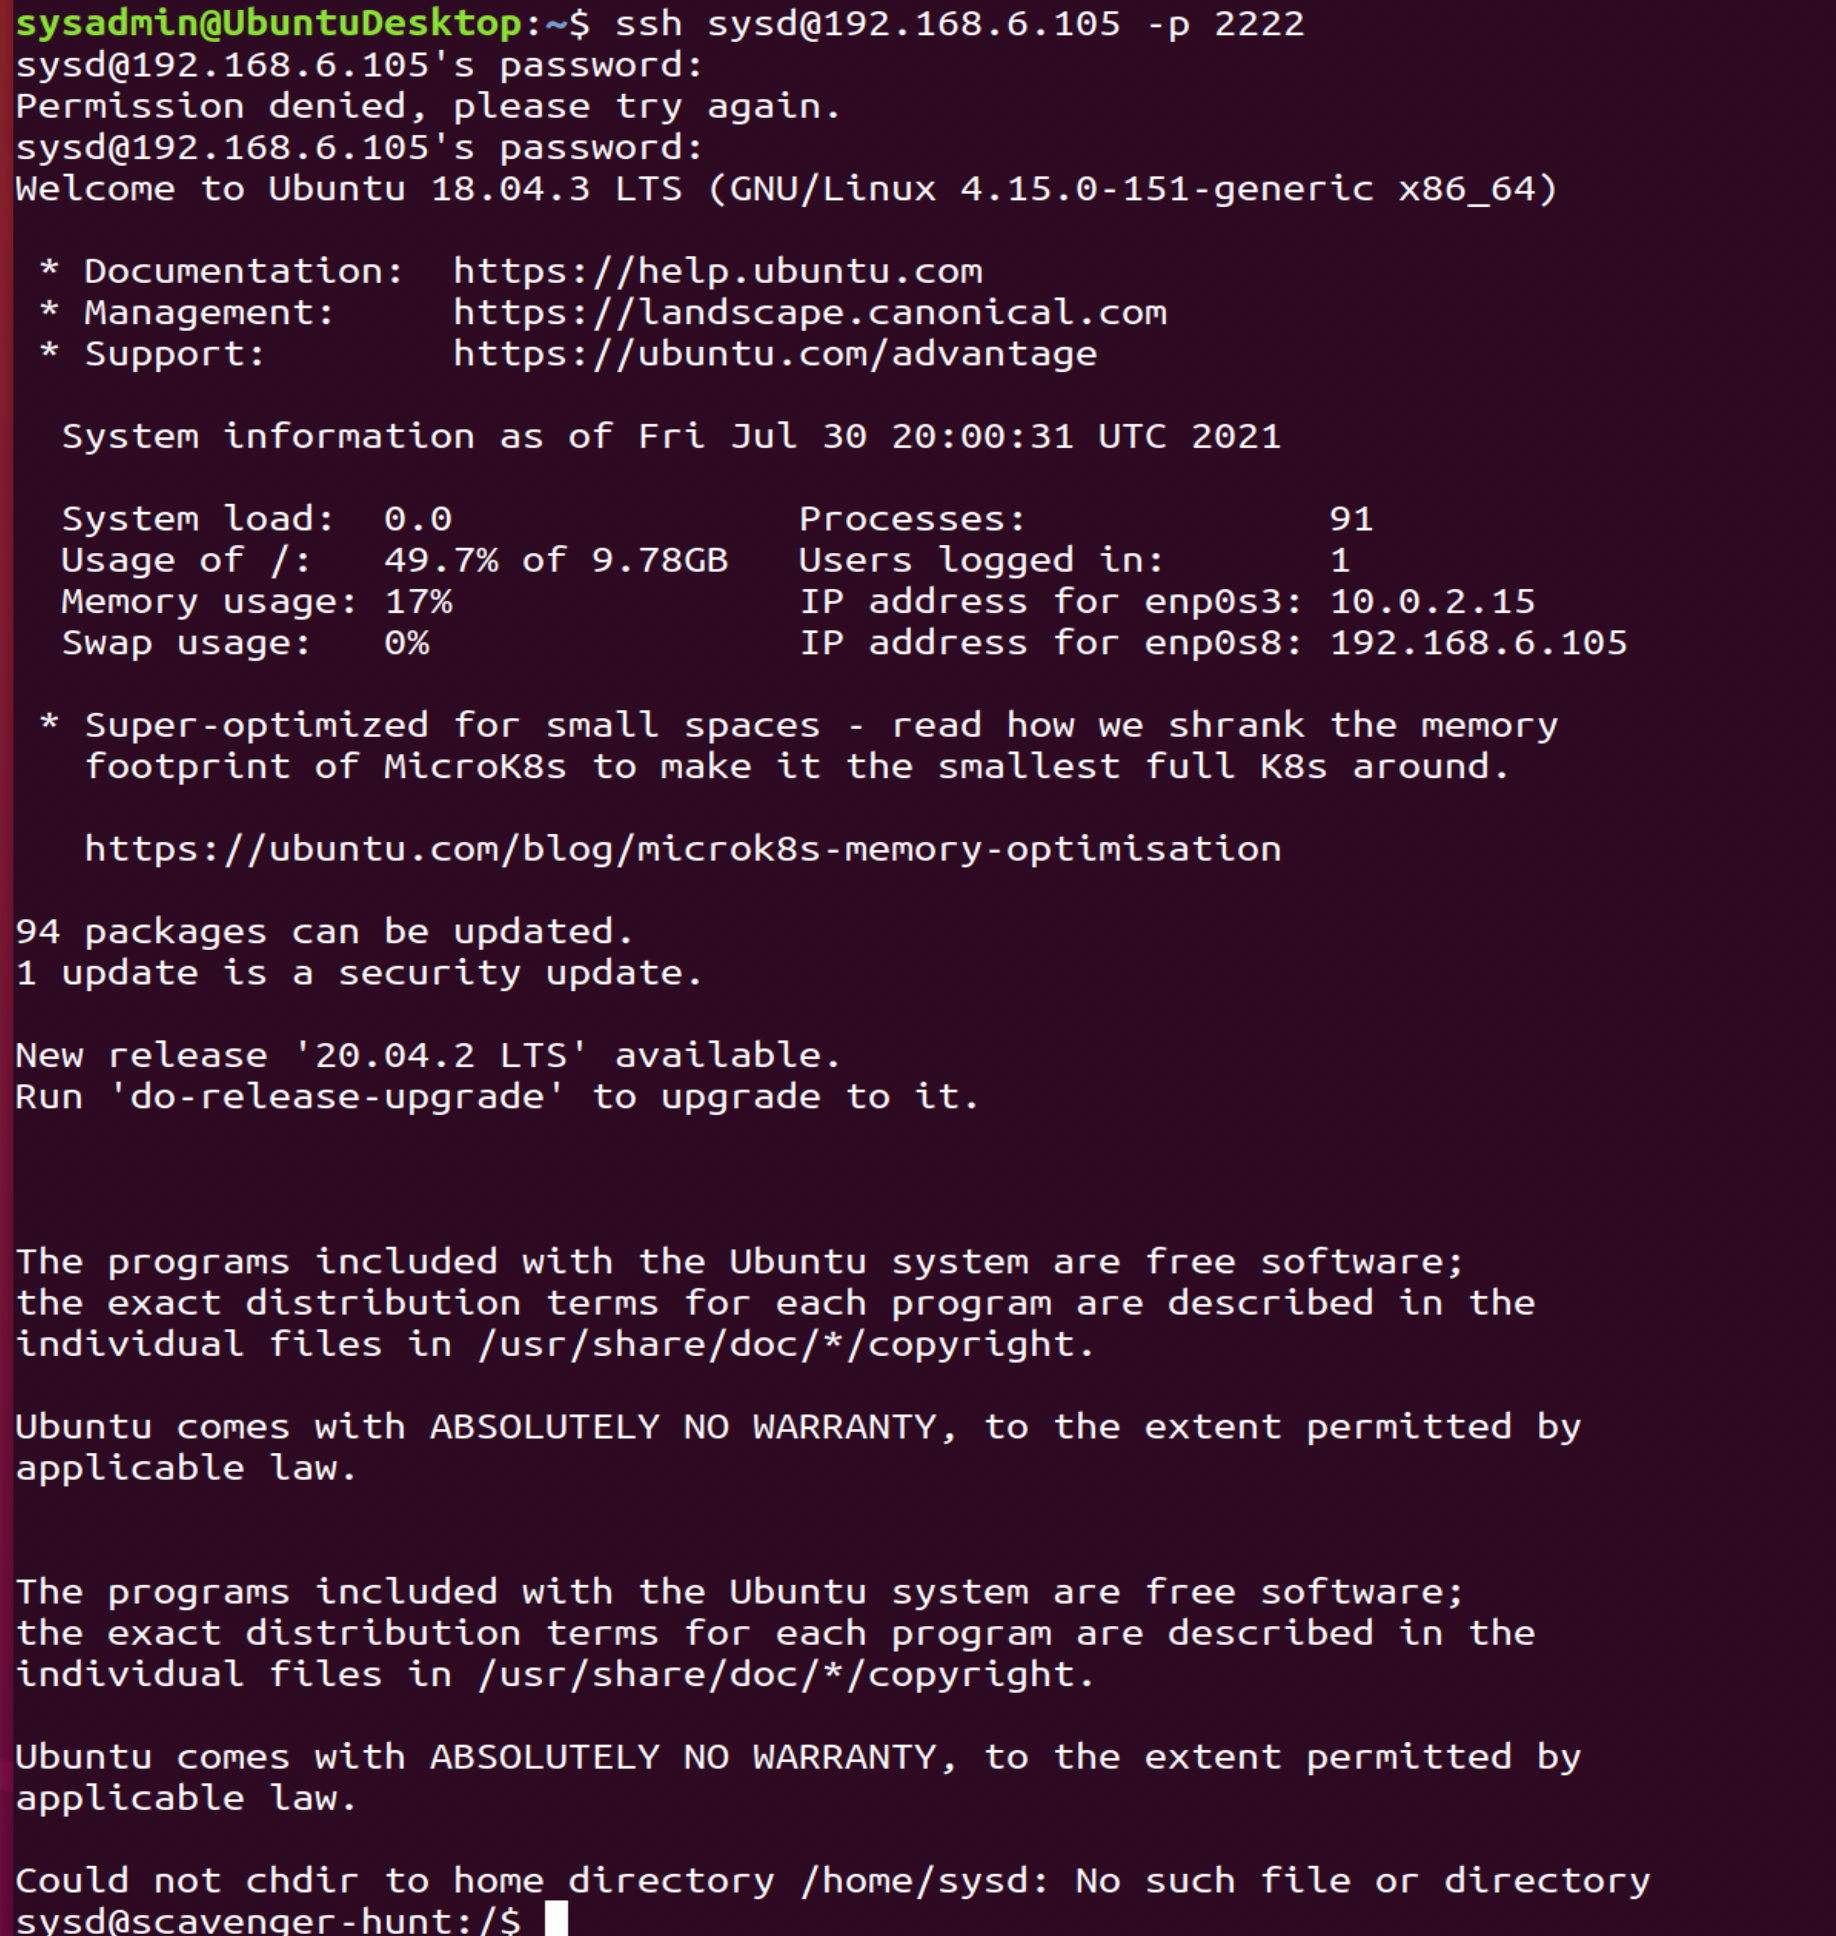 sysadmin@UbuntuDesktop:~$ ssh sysd@192.168.6.105 -p 2222
sysd@192.168.6.105's password:
Permission denied, please try again.
sysd@192.168.6.105's password:
Welcome to Ubuntu 18.04.3 LTS (GNU/Linux 4.15.0-151-generic x86_64)
* Documentation:  https://help.ubuntu.com
* Management:     https://landscape.canonical.com
* Support:        https://ubuntu.com/advantage
System information as of Fri Jul 30 20:00:31 UTC 2021
System load:  0.0               Processes:             91
Usage of /:   49.7% of 9.78GB   Users logged in:       1
Memory usage: 17%               IP address for enp0s3: 10.0.2.15
Swap usage:   0%                IP address for enp0s8: 192.168.6.105
* Super-optimized for small spaces - read how we shrank the memory
footprint of MicroK8s to make it the smallest full K8s around.
https://ubuntu.com/blog/microk8s-memory-optimisation
94 packages can be updated.
1 update is a security update.
New release '20.04.2 LTS' available.
Run 'do-release-upgrade' to upgrade to it.
The programs included with the Ubuntu system are free software;
the exact distribution terms for each program are described in the
individual files in /usr/share/doc/*/copyright.
Ubuntu comes with ABSOLUTELY NO WARRANTY, to the extent permitted by
applicable law.
The programs included with the Ubuntu system are free software;
the exact distribution terms for each program are described in the
individual files in /usr/share/doc/*/copyright.
Ubuntu comes with ABSOLUTELY NO WARRANTY, to the extent permitted by
applicable law.
Could not chdir to home directory /home/sysd: No such file or directory
sysd@scavenger-hunt:/$